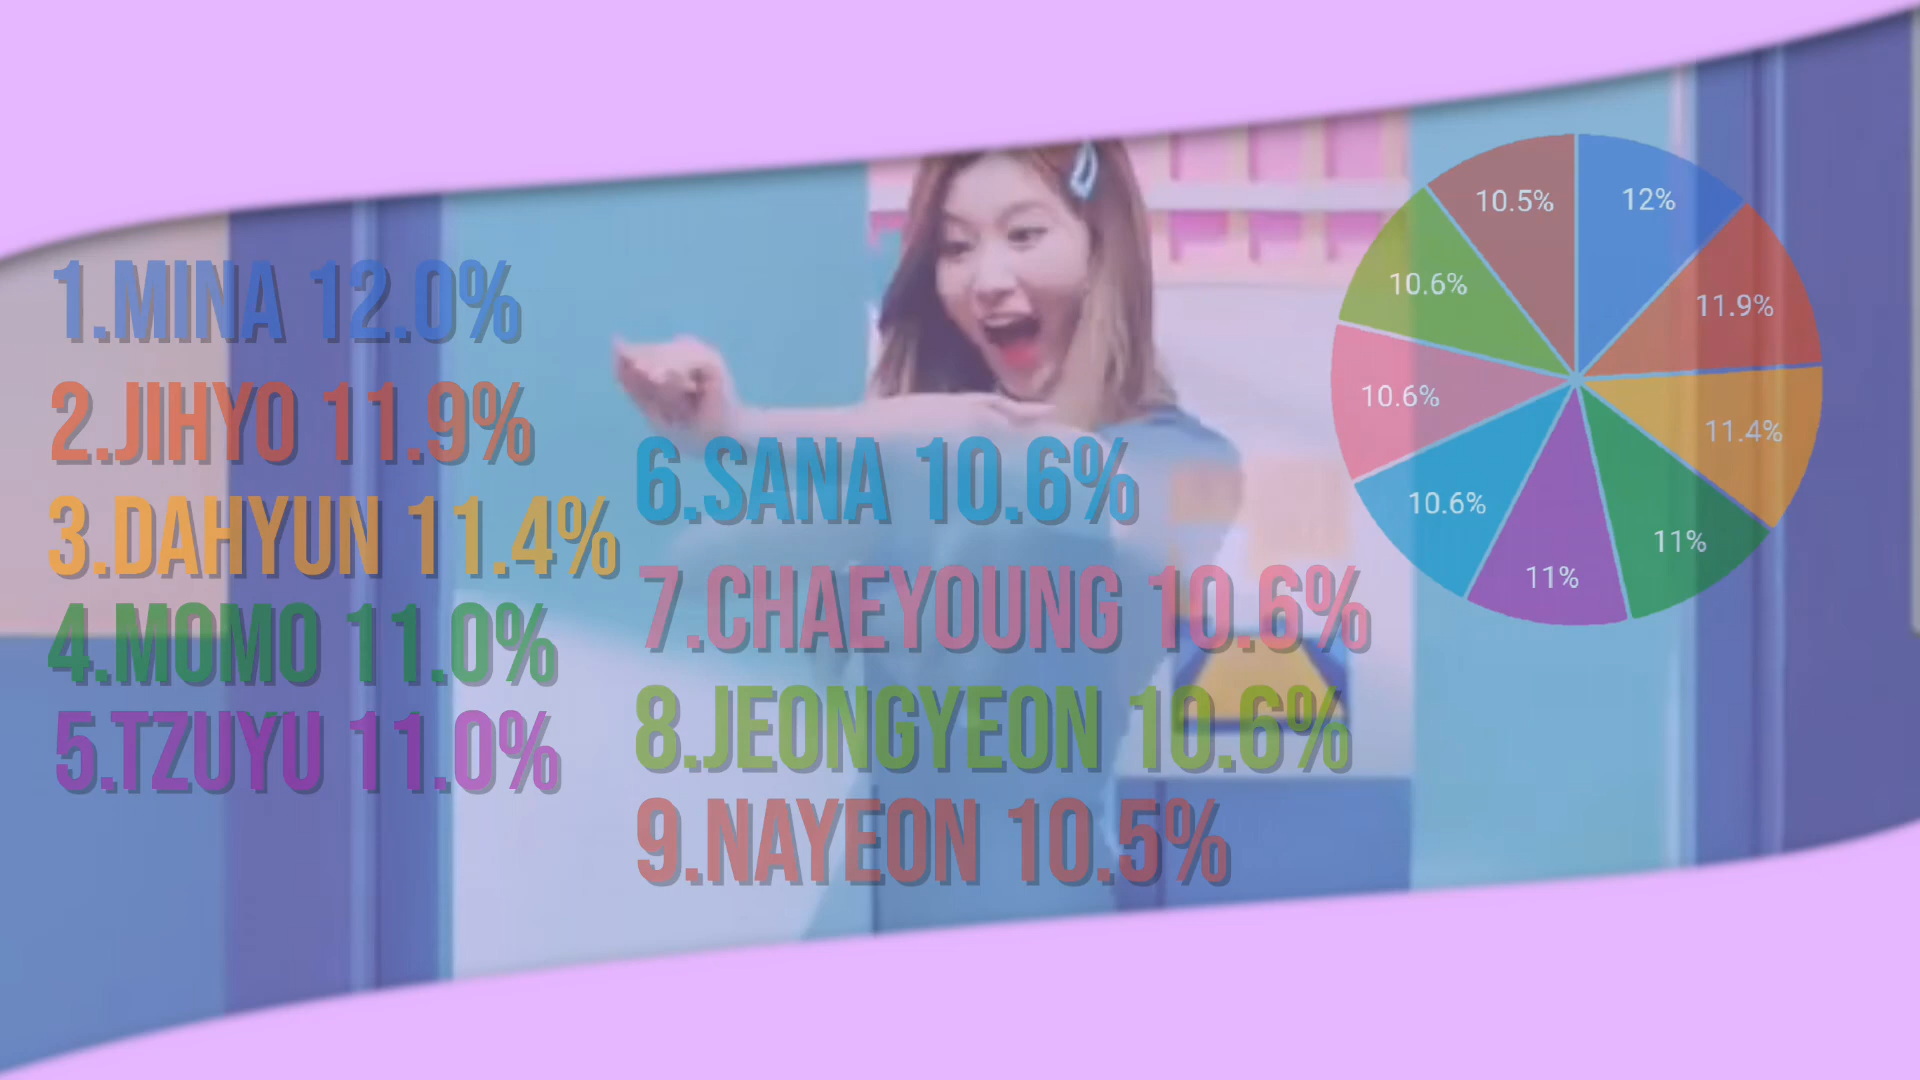 1.MINA 12.0%
2.JIHYO 11.9%
3.DAHYUN 11.4%
4.MOMO 11.0%
5.TZUYU 11.0%
6.SANA 10.6%
7.CHAEYOUNG 10.6%
8.JEONGYEON 10.6%
9.NAYEON 10.5%
12%
11.9%
11.4%
11%
11%
10.6%
10.6%
10.6%
10.5%